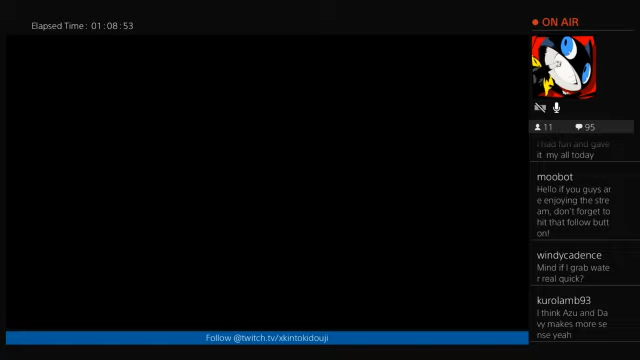 Elapsed Time : 01:08:53
ON AIR
11 95
I had fun and gave
it my all today
moobot
Hello if you guys ar
e enjoying the stre
am, don't forget to
hit that follow butt
on!
windycadence
Mind if I grab wate
r real quick?
kurolamb93
I think Azu and Da
vy makes more se
nse yeah
Follow @twitch.tv/xkintokidouji